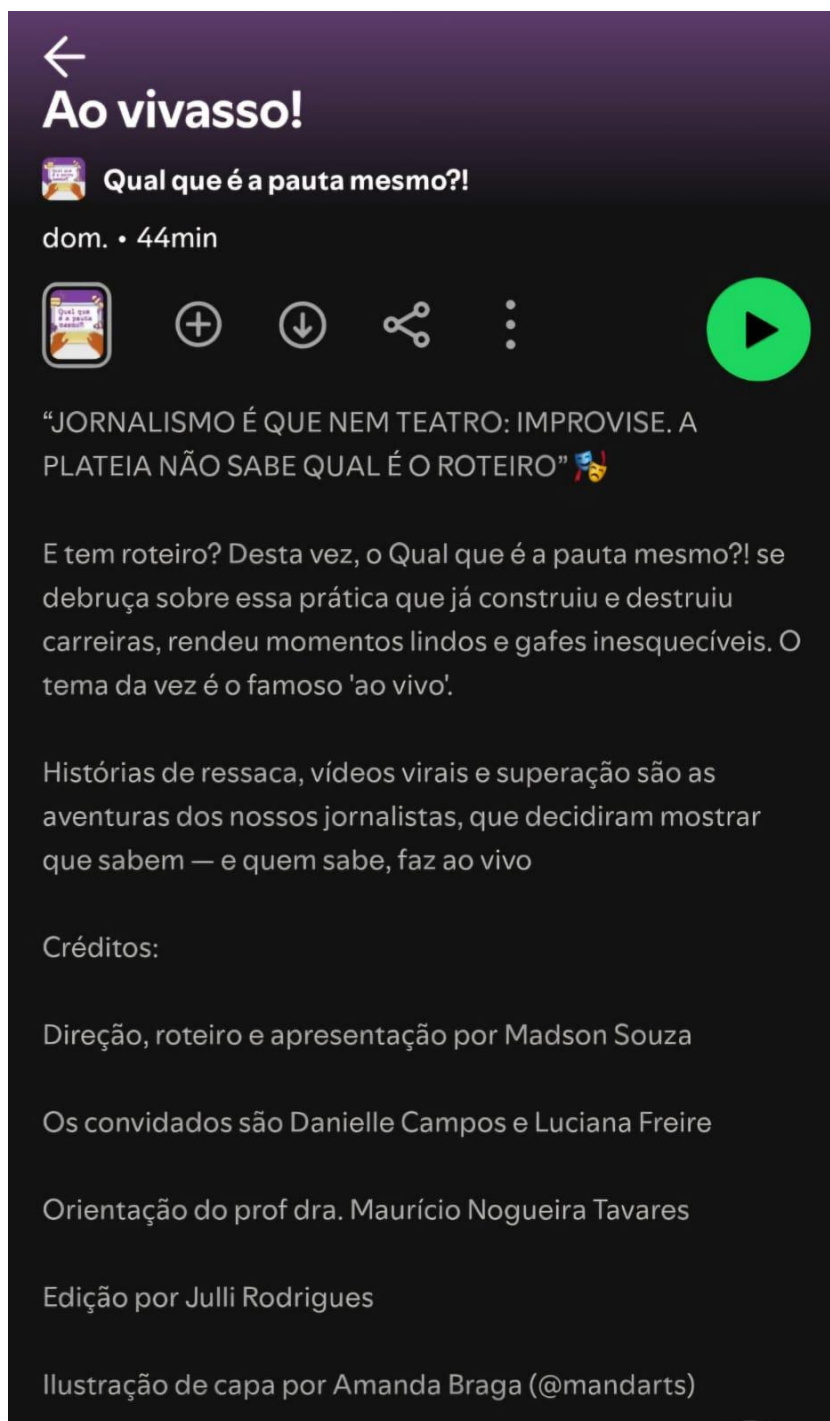 Ao vivasso!
Qual que é a pauta mesmo?!
dom. • 44min
Qual que
é a pauta
mesmo?!
“JORNALISMO É QUE NEM TEATRO: IMPROVISE. A
PLATEIA NÃO SABE QUAL É O ROTEIRO” 🎭
E tem roteiro? Desta vez, o Qual que é a pauta mesmo?! se
debruça sobre essa prática que já construiu e destruiu
carreiras, rendeu momentos lindos e gafes inesquecíveis. O
tema da vez é o famoso 'ao vivo'.
Histórias de ressaca, vídeos virais e superação são as
aventuras dos nossos jornalistas, que decidiram mostrar
que sabem — e quem sabe, faz ao vivo
Créditos:
Direção, roteiro e apresentação por Madson Souza
Os convidados são Danielle Campos e Luciana Freire
Orientação do prof dra. Maurício Nogueira Tavares
Edição por Julli Rodrigues
Ilustração de capa por Amanda Braga (@mandarts)